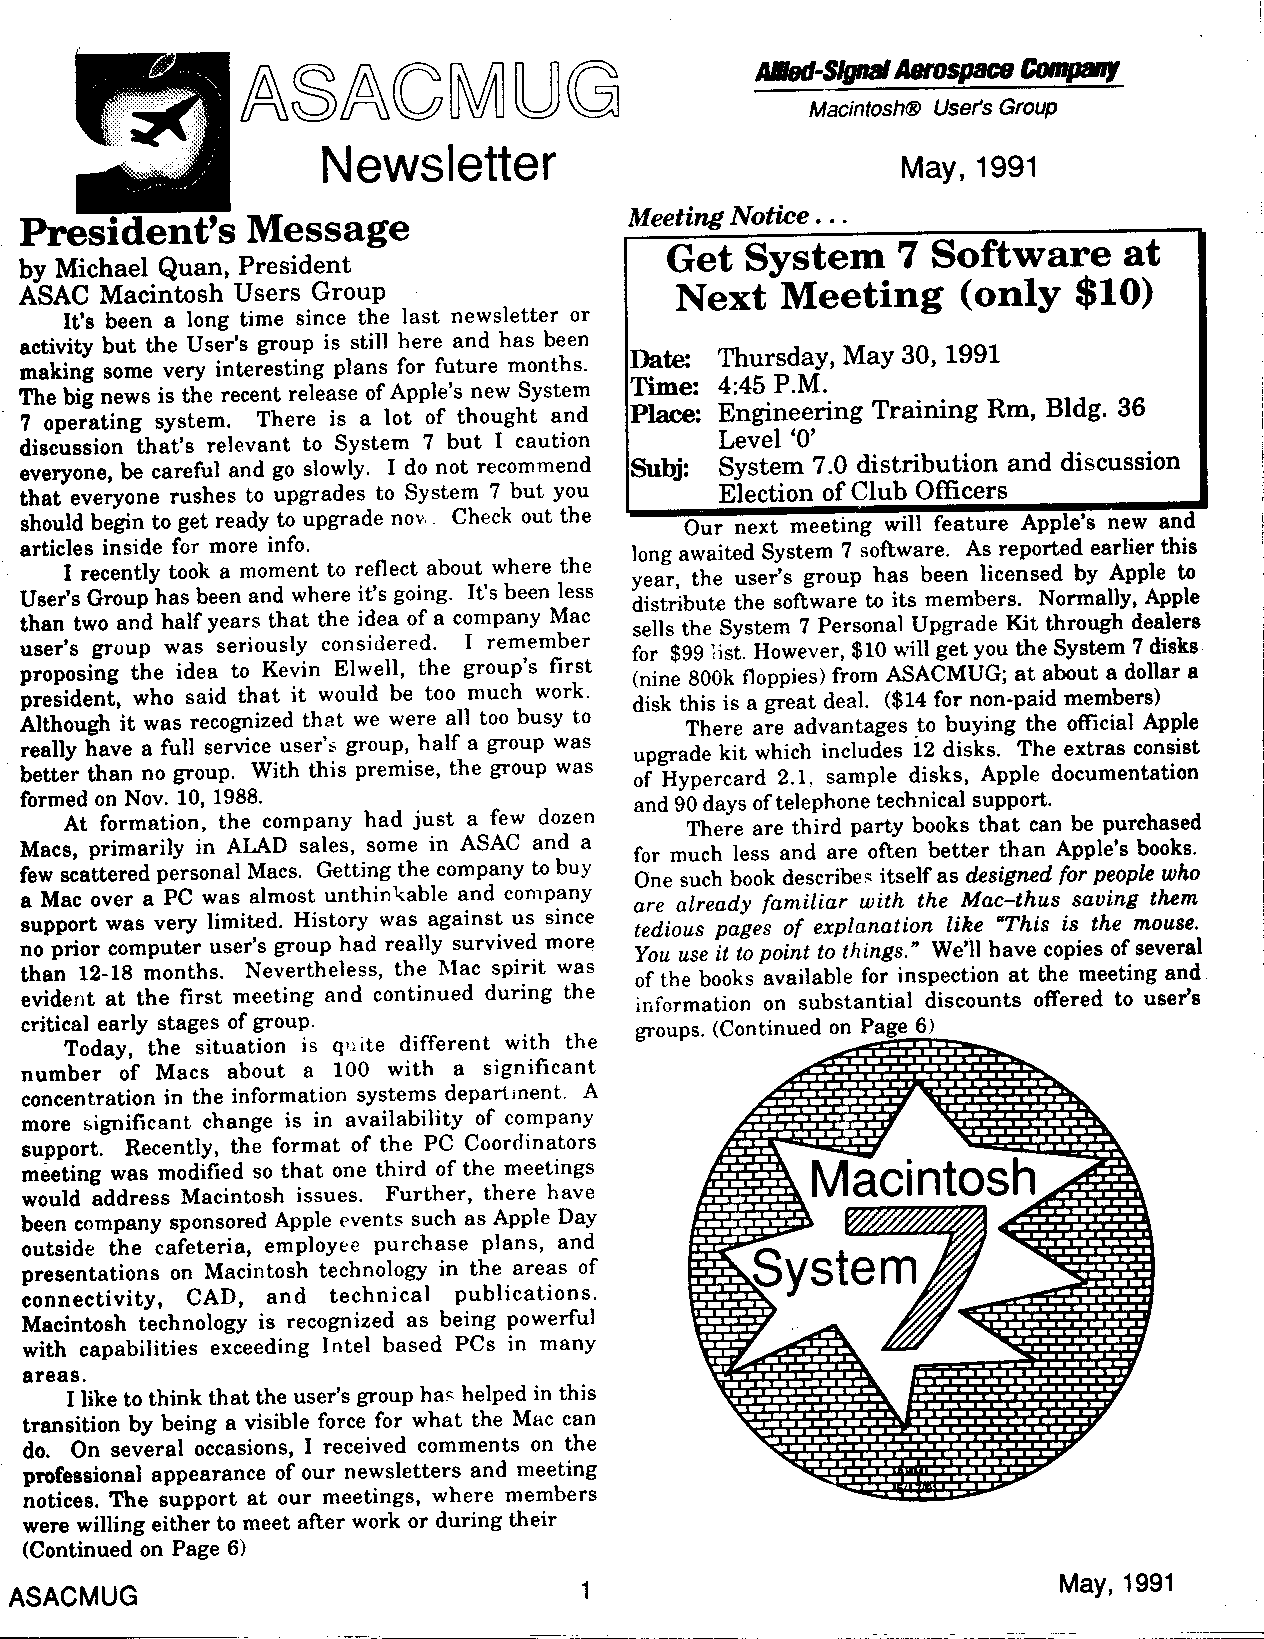 ASACMUG
Newsletter
Allied-Signal Aerospace Company
Macintosh® User's Group
May, 1991
President's Message
by Michael Quan, President
ASAC Macintosh Users Group
It's been a long time since the last newsletter or
activity but the User's group is still here and has been
making some very interesting plans for future months.
The big news is the recent release of Apple's new System
7 operating system. There is a lot of thought and
discussion that's relevant to System 7 but I caution
everyone, be careful and go slowly. I do not recommend
that everyone rushes to upgrades to System 7 but you
should begin to get ready to upgrade now. Check out the
articles inside for more info.
I recently took a moment to reflect about where the
User's Group has been and where it's going. It's been less
than two and half years that the idea of a company Mac
user's group was seriously considered. I remember
proposing the idea to Kevin Elwell, the group's first
president, who said that it would be too much work.
Although it was recognized that we were all too busy to
really have a full service user's group, half a group was
better than no group. With this premise, the group was
formed on Nov. 10, 1988.
At formation, the company had just a few dozen
Macs, primarily in ALAD sales, some in ASAC and a
few scattered personal Macs. Getting the company to buy
a Mac over a PC was almost unthinkable and company
support was very limited. History was against us since
no prior computer user's group had really survived more
than 12-18 months. Nevertheless, the Mac spirit was
evident at the first meeting and continued during the
critical early stages of group.
Today, the situation is quite different with the
number of Macs about a 100 with a significant
concentration in the information systems department. A
more significant change is in availability of company
support. Recently, the format of the PC Coordinators
meeting was modified so that one third of the meetings
would address Macintosh issues. Further, there have
been company sponsored Apple events such as Apple Day
outside the cafeteria, employee purchase plans, and
presentations on Macintosh technology in the areas of
connectivity, CAD, and technical publications.
Macintosh technology is recognized as being powerful
with capabilities exceeding Intel based PCs in many
areas.
I like to think that the user's group has helped in this
transition by being a visible force for what the Mac can
do. On several occasions, I received comments on the
professional appearance of our newsletters and meeting
notices. The support at our meetings, where members
were willing either to meet after work or during their
(Continued on Page 6)
Meeting Notice . . .
Get System 7 Software at
Next Meeting (only $10)
Date: Thursday, May 30, 1991
Time: 4:45 P.M.
Place: Engineering Training Rm, Bldg. 36
Level ‘0’
Subj: System 7.0 distribution and discussion
Election of Club Officers
Our next meeting will feature Apple's new and
long awaited System 7 software. As reported earlier this
year, the user's group has been licensed by Apple to
distribute the software to its members. Normally, Apple
sells the System 7 Personal Upgrade Kit through dealers
for $99 list. However, $10 will get you the System 7 disks
(nine 800k floppies) from ASACMUG; at about a dollar a
disk this is a great deal. ($14 for non-paid members)
There are advantages to buying the official Apple
upgrade kit which includes 12 disks. The extras consist
of Hypercard 2.1, sample disks, Apple documentation
and 90 days of telephone technical support.
There are third party books that can be purchased
for much less and are often better than Apple's books.
One such book describes itself as designed for people who
are already familiar with the Mac–thus saving them
tedious pages of explanation like "This is the mouse.
You use it to point to things." We'll have copies of several
of the books available for inspection at the meeting and
information on substantial discounts offered to user's
groups. (Continued on Page 6)
Macintosh
System 7
ASACMUG
1
May, 1991